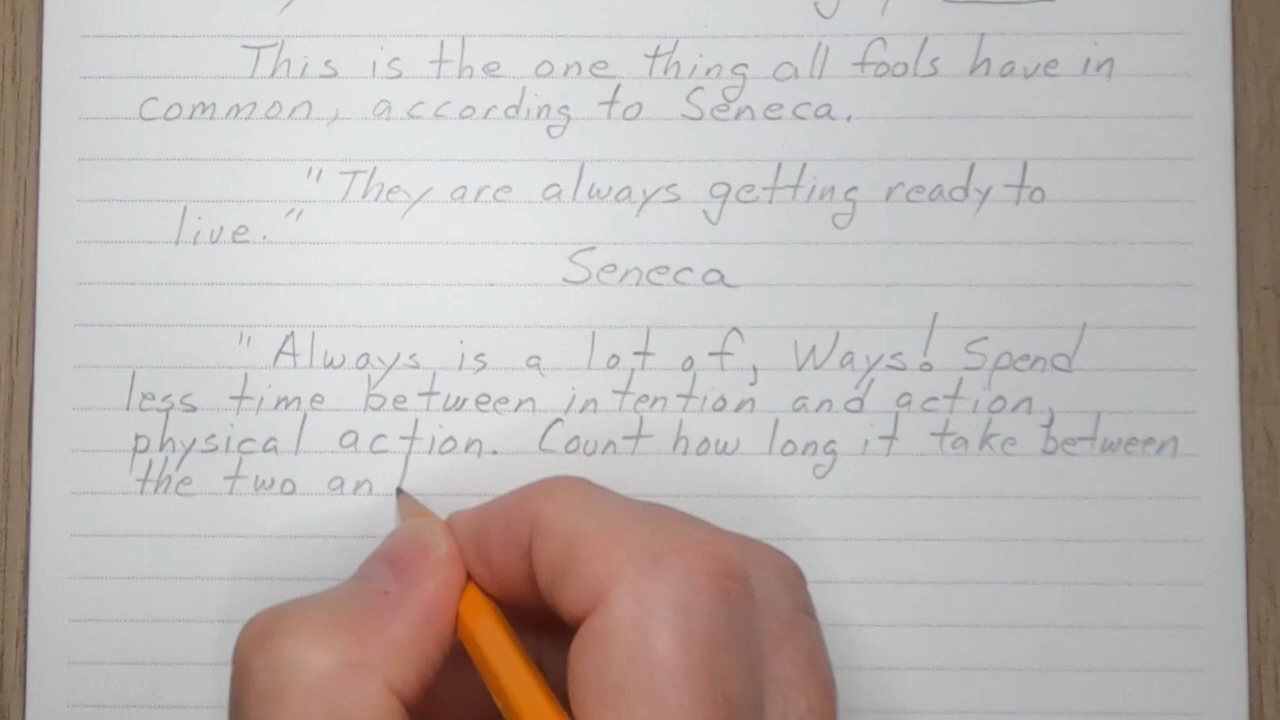 This is the one thing all fools have in
common, according to Seneca.
"They are always getting ready to
live."
Seneca
"Always is a lot of, Ways! Spend
less time between intention and action,
physical action. Count how long it take between
the two an